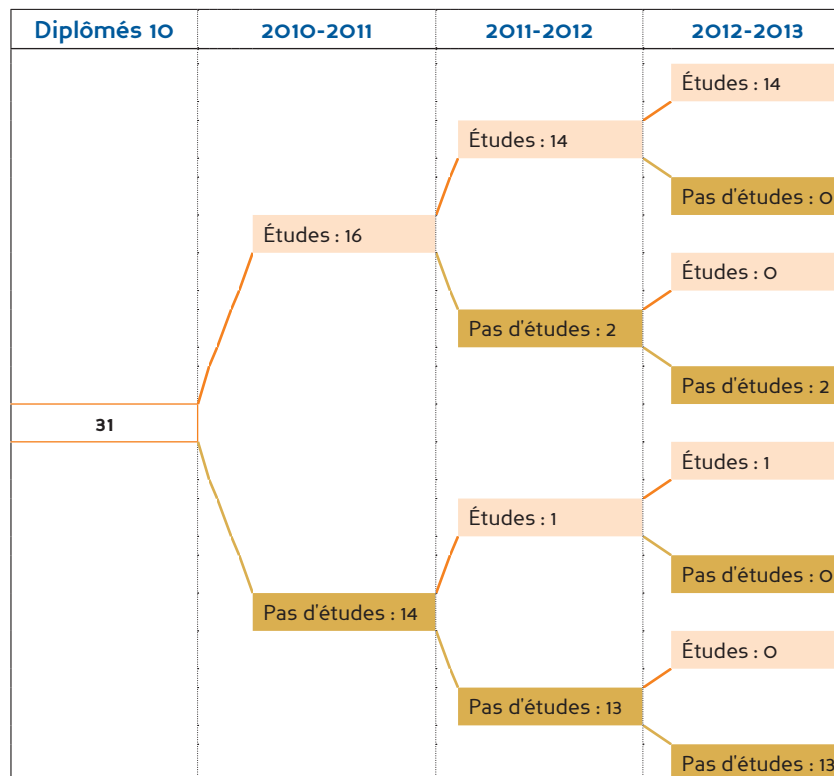 Diplômés 10 2010-2011 2011-2012 2012-2013
Études : 14
Études : 14
Pas d'études : 0
Études : 16
Études : 0
Pas d'études : 2
Pas d'études : 2
31
Études : 1
Études : 1
Pas d'études : 0
Pas d'études : 14
Études : 0
Pas d'études : 13
Pas d'études : 13